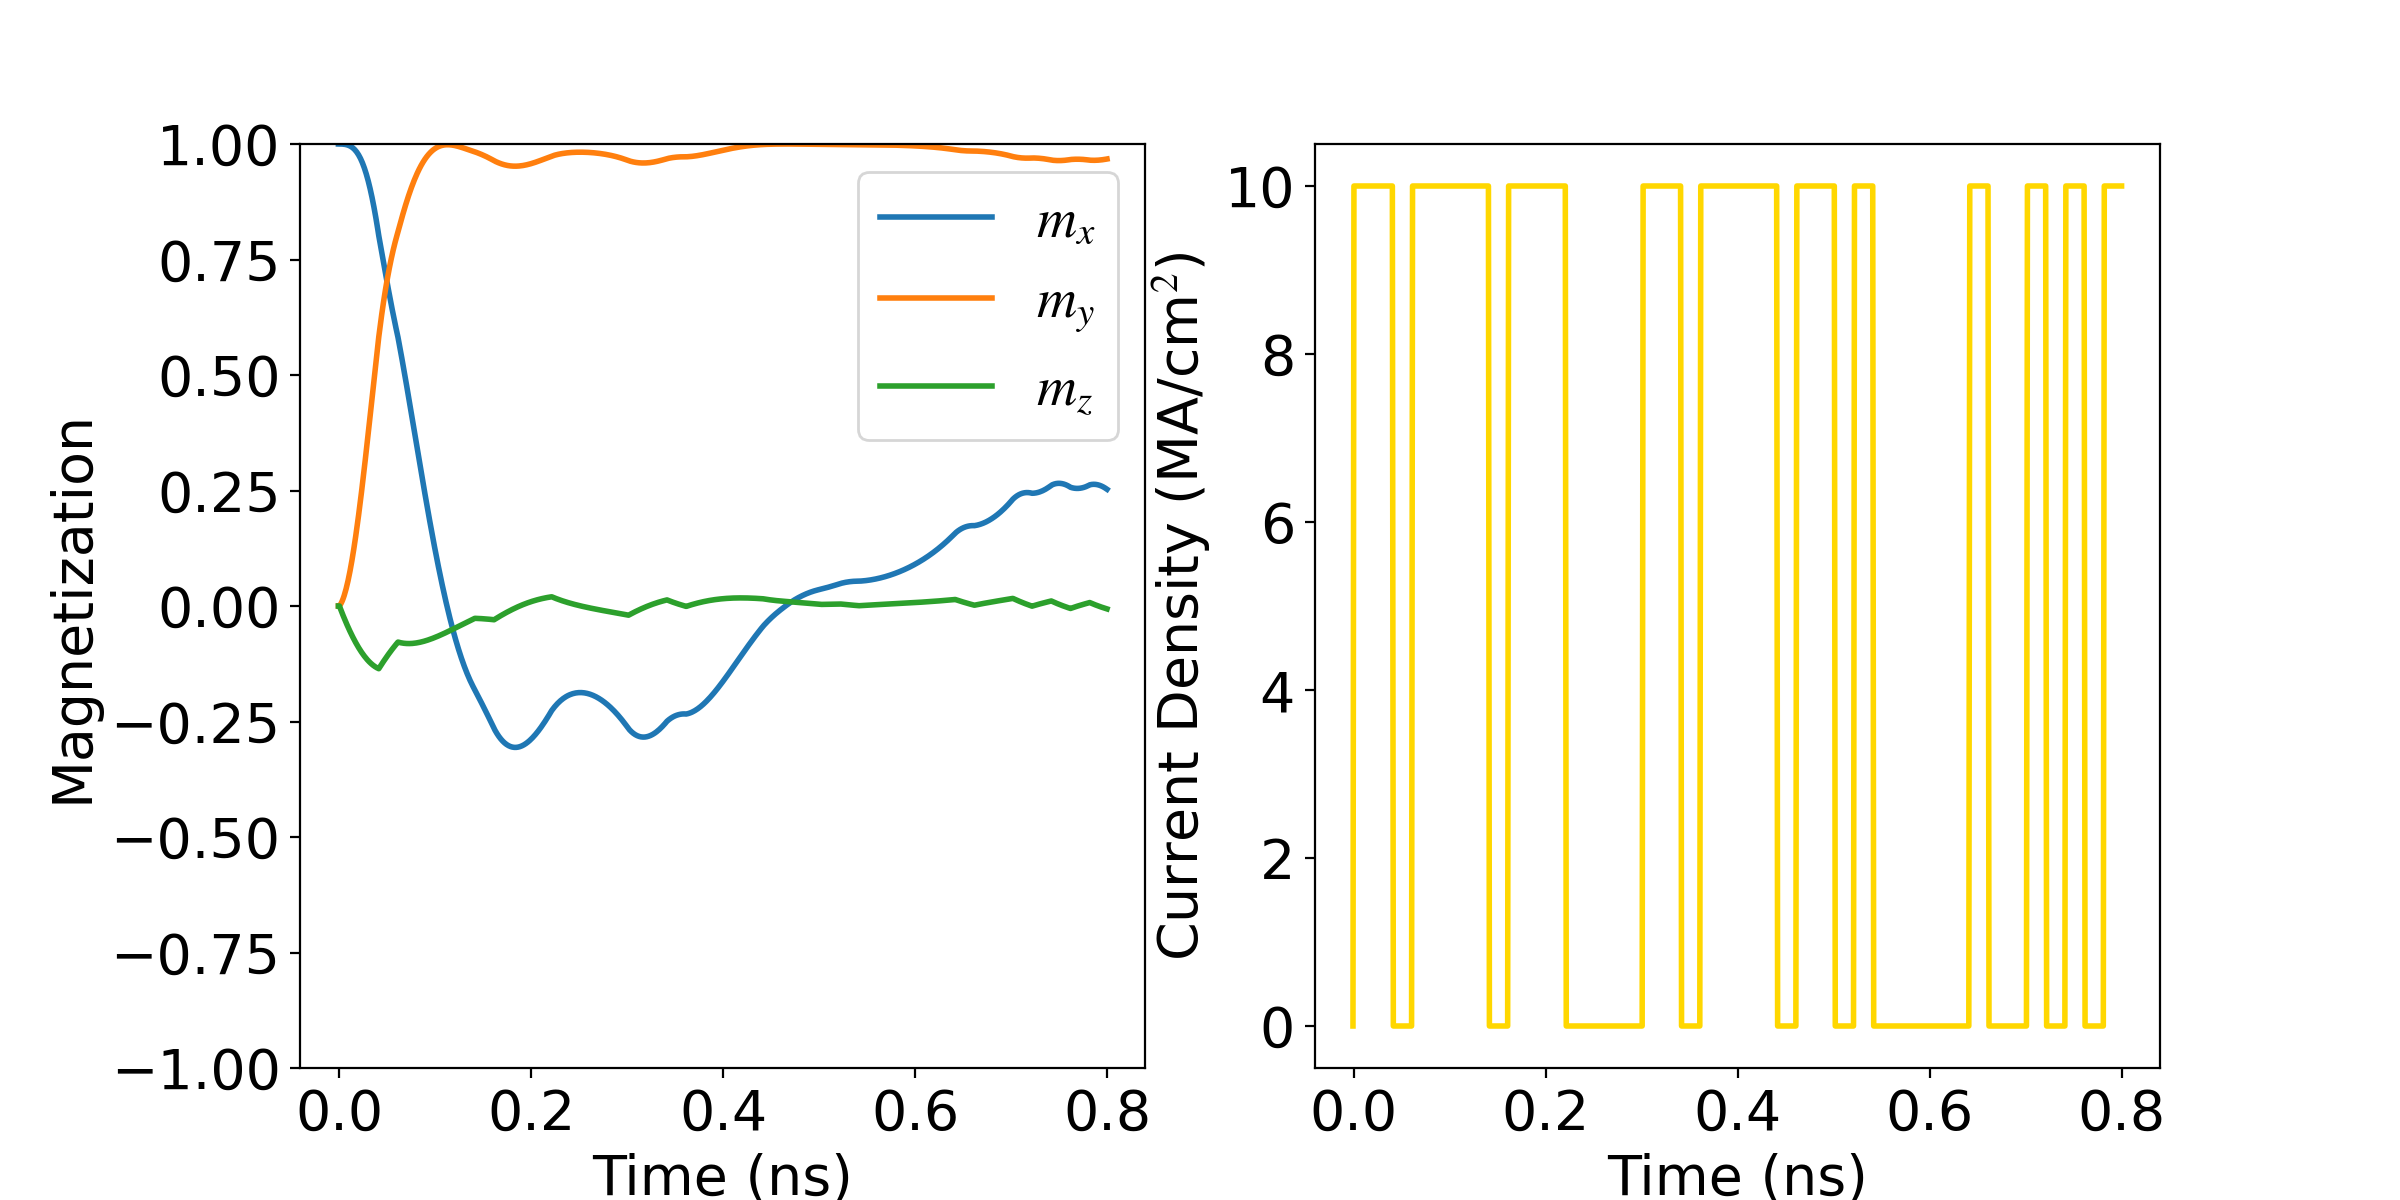 1.00
0.75
0.50
0.25
0.00
−0.25
−0.50
−0.75
−1.00
Magnetization
0.0 0.2 0.4 0.6 0.8
Time (ns)
m_x
m_y
m_z
10
8
6
4
2
0
Current Density (MA/cm²)
0.0 0.2 0.4 0.6 0.8
Time (ns)